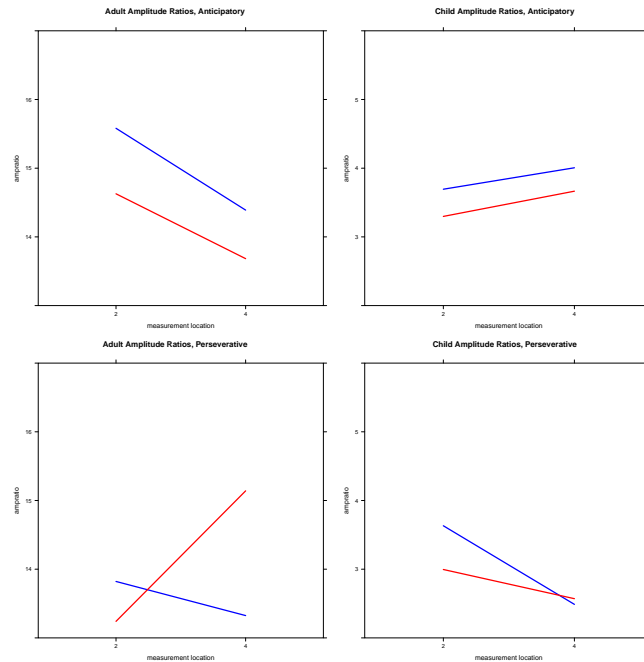 Adult Amplitude Ratios, Anticipatory
16
15
14
ampratio
2
4
measurement location
Child Amplitude Ratios, Anticipatory
5
4
3
ampratio
2
4
measurement location
Adult Amplitude Ratios, Perseverative
16
15
14
ampratio
2
4
measurement location
Child Amplitude Ratios, Perseverative
5
4
3
ampratio
2
4
measurement location